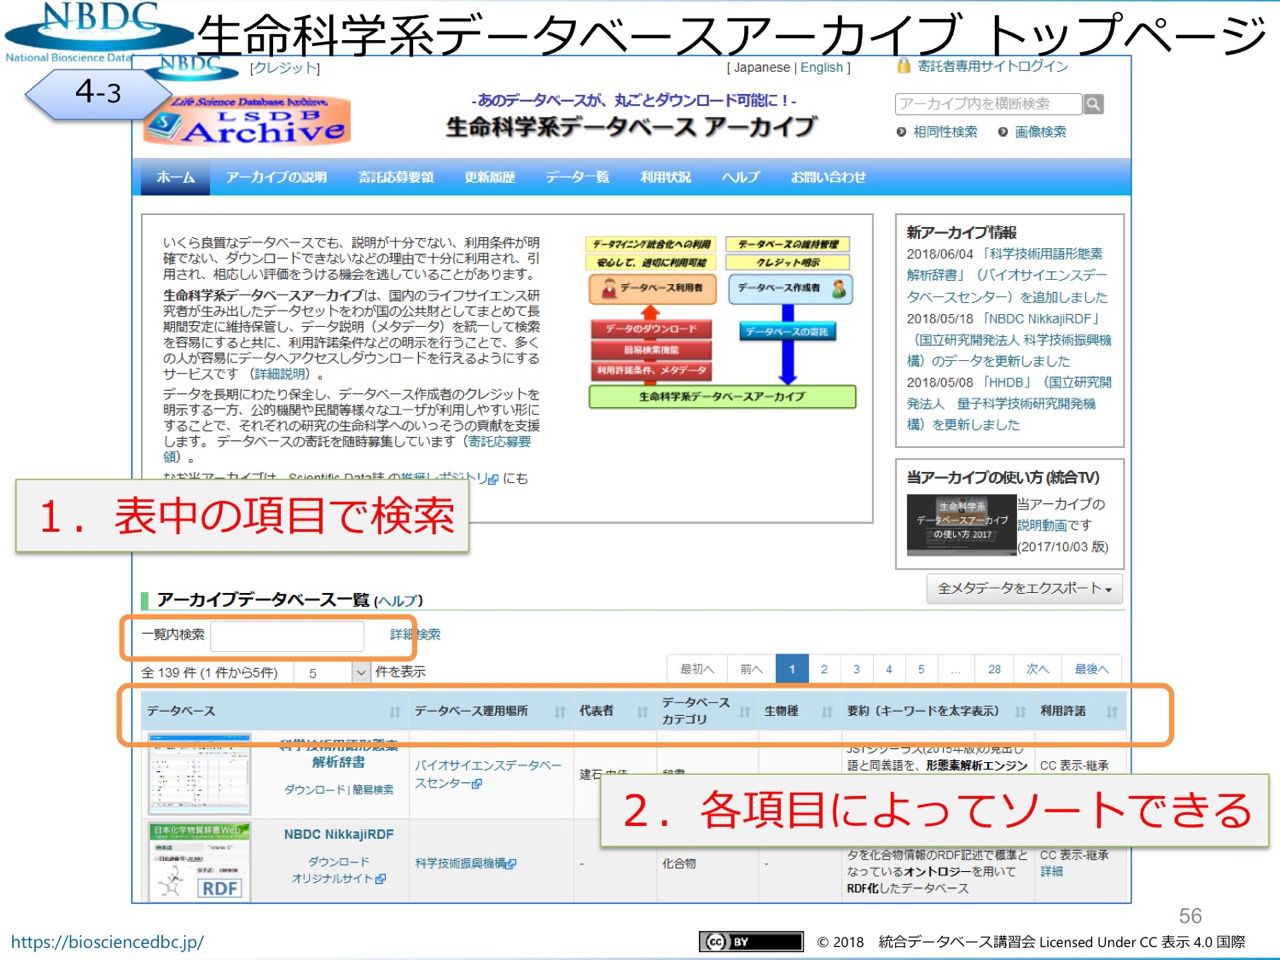 NBDC
National Bioscience Data
生命科学系データベースアーカイブ トップページ
4-3
NBDC
[クレジット]
[ Japanese | English ]
寄託者専用サイトログイン
Life Science Database Archive
LSDB
Archive
-あのデータベースが、丸ごとダウンロード可能に！-
生命科学系データベース アーカイブ
アーカイブ内を横断検索
相同性検索 画像検索
ホーム アーカイブの説明 寄託応募要領 更新履歴 データ一覧 利用状況 ヘルプ お問い合わせ
いくら良質なデータベースでも、説明が十分でない、利用条件が明
確でない、ダウンロードできないなどの理由で十分に利用され、引
用され、相応しい評価をうける機会を逃していることがあります。
生命科学系データベースアーカイブは、国内のライフサイエンス研
究者が生み出したデータセットをわが国の公共財としてまとめて長
期間安定に維持保管し、データ説明（メタデータ）を統一して検索
を容易にすると共に、利用許諾条件などの明示を行うことで、多く
の人が容易にデータへアクセスしダウンロードを行えるようにする
サービスです （詳細説明）。
データを長期にわたり保全し、データベース作成者のクレジットを
明示する一方、公的機関や民間等様々なユーザが利用しやすい形に
することで、それぞれの研究の生命科学へのいっそうの貢献を支援
します。 データベースの寄託を随時募集しています（寄託応募要
領）。
なお当アーカイブは、Scientific Data誌 の推奨レポジトリ にも
データマイニング統合化への利用
安心して、適切に利用可能
データベースの維持管理
クレジット明示
データベース利用者
データベース作成者
データのダウンロード
簡易検索機能
利用許諾条件、メタデータ
データベースの寄託
生命科学系データベースアーカイブ
新アーカイブ情報
2018/06/04 「科学技術用語形態素
解析辞書」（バイオサイエンスデー
タベースセンター）を追加しました
2018/05/18 「NBDC NikkajiRDF」
（国立研究開発法人 科学技術振興機
構）のデータを更新しました
2018/05/08 「HHDB」（国立研究開
発法人 量子科学技術研究開発機
構）を更新しました
当アーカイブの使い方 (統合TV)
生命科学系
データベースアーカイブ
の使い方 2017
当アーカイブの
説明動画です
(2017/10/03 版)
１．表中の項目で検索
全メタデータをエクスポート
アーカイブデータベース一覧 (ヘルプ)
一覧内検索
詳細検索
全 139 件 (1 件から5件) 5 件を表示
最初へ 前へ 1 2 3 4 5 ... 28 次へ 最後へ
データベース データベース運用場所 代表者 データベースカテゴリ 生物種 要約（キーワードを太字表示） 利用許諾
科学技術用語形態素
解析辞書
ダウンロード | 簡易検索
バイオサイエンスデータベー
スセンター
JSTシソーラス(2015年版)の見出し
語と同義語を、形態素解析エンジン
CC 表示-継承
２．各項目によってソートできる
日本化学物質辞書Web
RDF
NBDC NikkajiRDF
ダウンロード
オリジナルサイト
科学技術振興機構
-
化合物
-
タを化合物情報のRDF記述で標準と
なっているオントロジーを用いて
RDF化したデータベース
CC 表示-継承
詳細
56
https://biosciencedbc.jp/
cc BY
© 2018 統合データベース講習会 Licensed Under CC 表示 4.0 国際